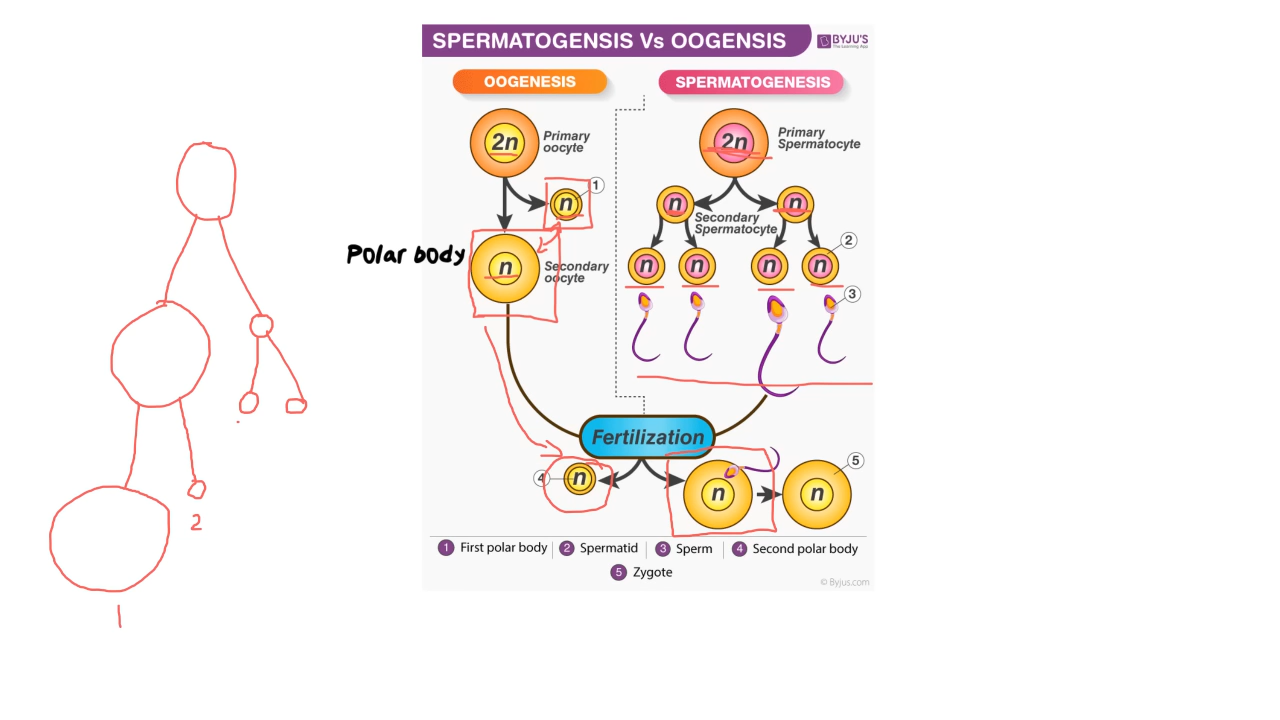 SPERMATOGENSIS Vs OOGENSIS
BYJU'S
The Learning App
OOGENESIS
SPERMATOGENESIS
2n
Primary
oocyte
2n
Primary
Spermatocyte
1
n
n
n
Secondary
Spermatocyte
Polar body
n
Secondary
oocyte
n
n
n
n
2
3
Fertilization
4
n
n
n
5
2
1
1 First polar body
2 Spermatid
3 Sperm
4 Second polar body
5 Zygote
© Byjus.com